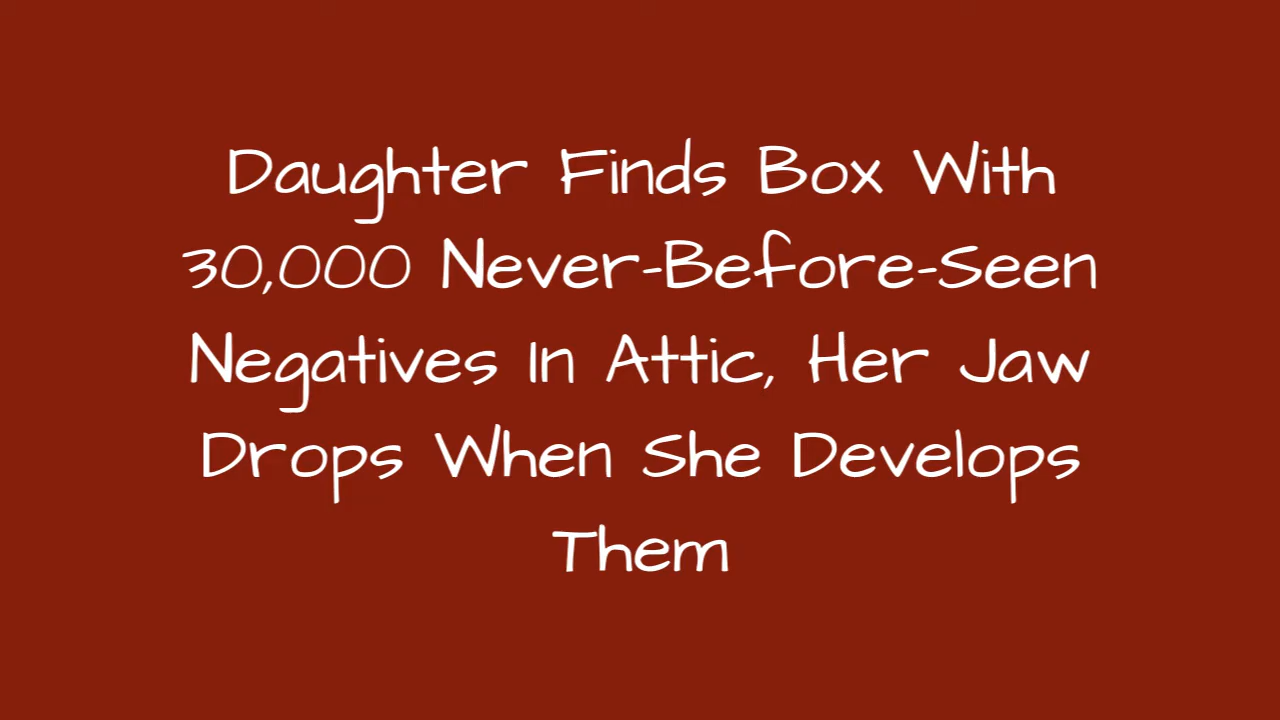 Daughter Finds Box With
30,000 Never-Before-Seen
Negatives In Attic, Her Jaw
Drops When She Develops
Them